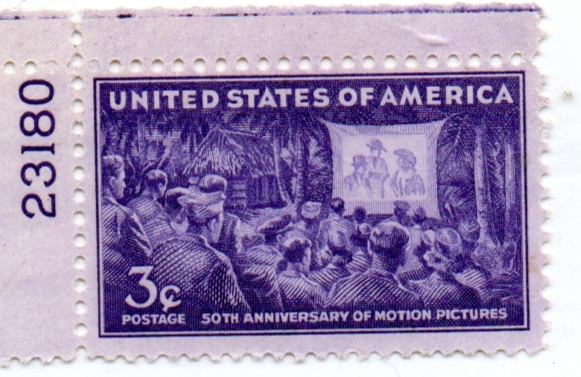 23180
UNITED STATES OF AMERICA
3¢
POSTAGE 50TH ANNIVERSARY OF MOTION PICTURES